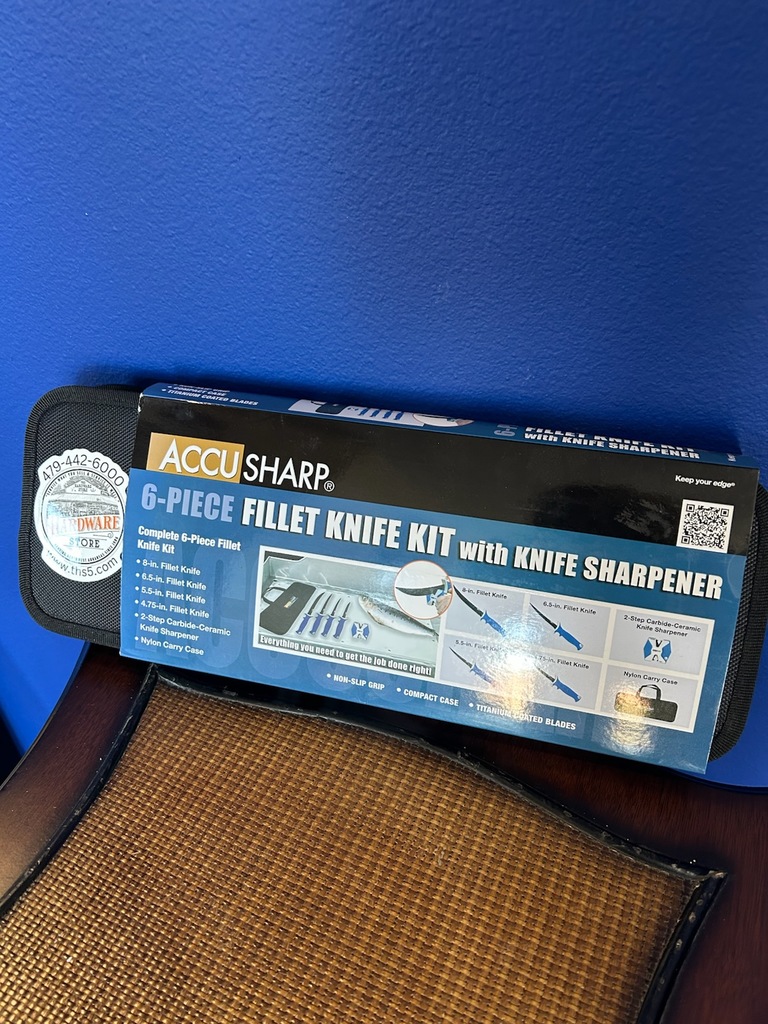 • COMPACT CASE
• TITANIUM COATED BLADES
FILLET KNIFE KIT
with KNIFE SHARPENER
ACCUSHARP®
Keep your edge®
6-PIECE FILLET KNIFE KIT with KNIFE SHARPENER
Complete 6-Piece Fillet
Knife Kit
• 8-in. Fillet Knife
• 6.5-in. Fillet Knife
• 5.5-in. Fillet Knife
• 4.75-in. Fillet Knife
• 2-Step Carbide-Ceramic
Knife Sharpener
• Nylon Carry Case
Everything you need to get the job done right!
8-in. Fillet Knife
6.5-in. Fillet Knife
2-Step Carbide-Ceramic
Knife Sharpener
5.5-in. Fillet Knife
Nylon Carry Case
• NON-SLIP GRIP • COMPACT CASE • TITANIUM COATED BLADES
479-442-6000
HARDWARE
STORE
www.ths5.com